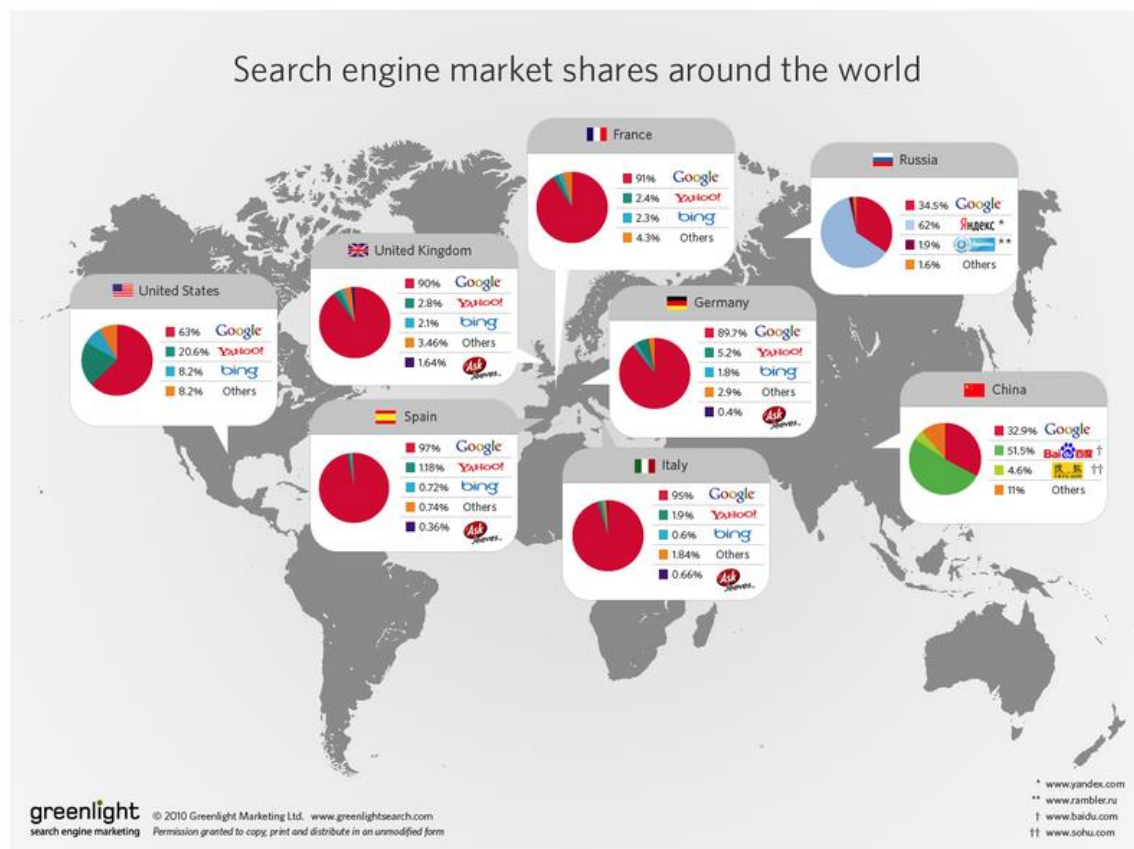 Search engine market shares around the world
France
91% Google
2.4% YAHOO!
2.3% bing
4.3% Others
Russia
34.5% Google
62% Яндекс *
1.9% **
1.6% Others
United Kingdom
90% Google
2.8% YAHOO!
2.1% bing
3.46% Others
1.64% Ask Jeeves
United States
63% Google
20.6% YAHOO!
8.2% bing
8.2% Others
Germany
89.7% Google
5.2% YAHOO!
1.8% bing
2.9% Others
0.4% Ask Jeeves
China
32.9% Google
51.5% Bai 百度 †
4.6% ††
11% Others
Spain
97% Google
1.18% YAHOO!
0.72% bing
0.74% Others
0.36% Ask Jeeves
Italy
95% Google
1.9% YAHOO!
0.6% bing
1.84% Others
0.66% Ask Jeeves
* www.yandex.com
** www.rambler.ru
† www.baidu.com
†† www.sohu.com
greenlight
search engine marketing
© 2010 Greenlight Marketing Ltd. www.greenlightsearch.com
Permission granted to copy, print and distribute in an unmodified form